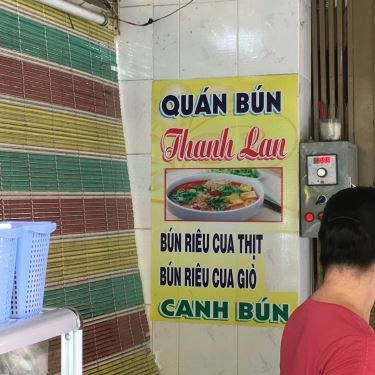 QUÁN BÚN
Thanh Lan
BÚN RIÊU CUA THỊT
BÚN RIÊU CUA GIÒ
CANH BÚN